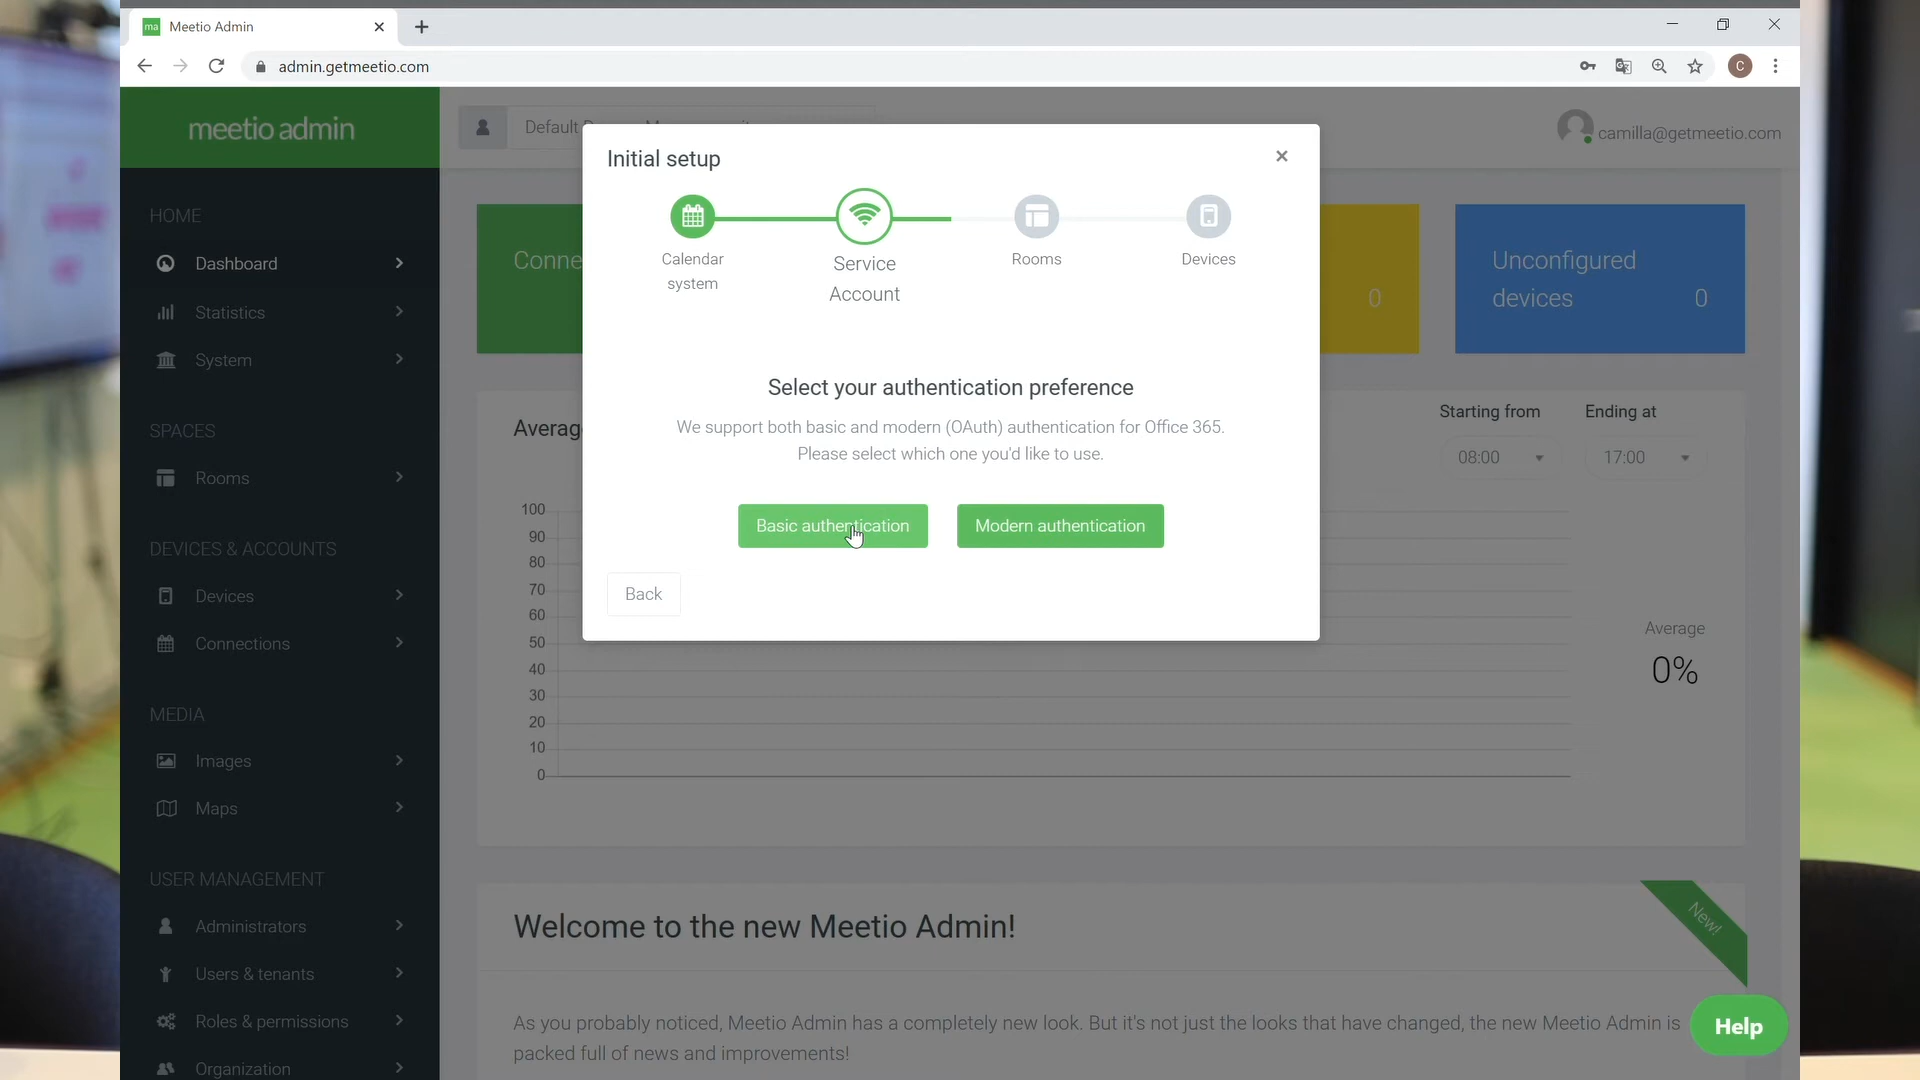 ma Meetio Admin
admin.getmeetio.com
C
meetio admin
Default
camilla@getmeetio.com
HOME
Dashboard
Statistics
System
SPACES
Rooms
DEVICES & ACCOUNTS
Devices
Connections
MEDIA
Images
Maps
USER MANAGEMENT
Administrators
Users & tenants
Roles & permissions
Organization
Initial setup
Calendar
system
Service
Account
Rooms
Devices
Select your authentication preference
We support both basic and modern (OAuth) authentication for Office 365.
Please select which one you'd like to use.
Basic authentication
Modern authentication
Back
Conne
0
Unconfigured
devices 0
Averag
Starting from
Ending at
08:00
17:00
100
90
80
70
60
50
40
30
20
10
0
Average
0%
Welcome to the new Meetio Admin!
New!
As you probably noticed, Meetio Admin has a completely new look. But it's not just the looks that have changed, the new Meetio Admin is
packed full of news and improvements!
Help